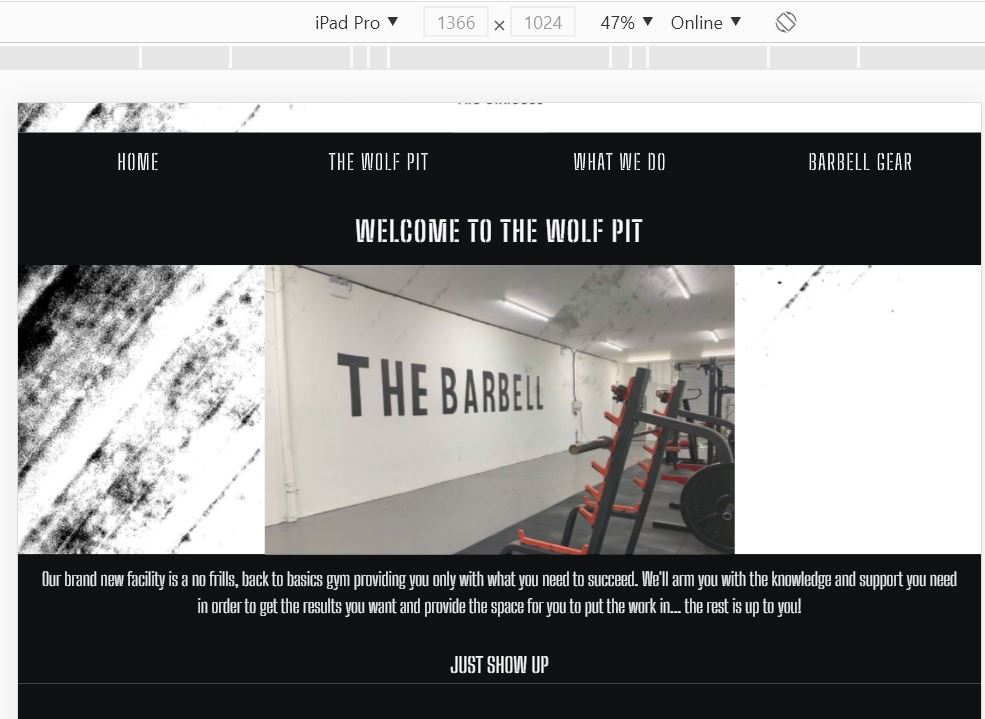 iPad Pro ▼ 1366 × 1024 47% ▼ Online ▼
HOME THE WOLF PIT WHAT WE DO BARBELL GEAR
WELCOME TO THE WOLF PIT
THE BARBELL
Our brand new facility is a no frills, back to basics gym providing you only with what you need to succeed. We'll arm you with the knowledge and support you need
in order to get the results you want and provide the space for you to put the work in... the rest is up to you!
JUST SHOW UP